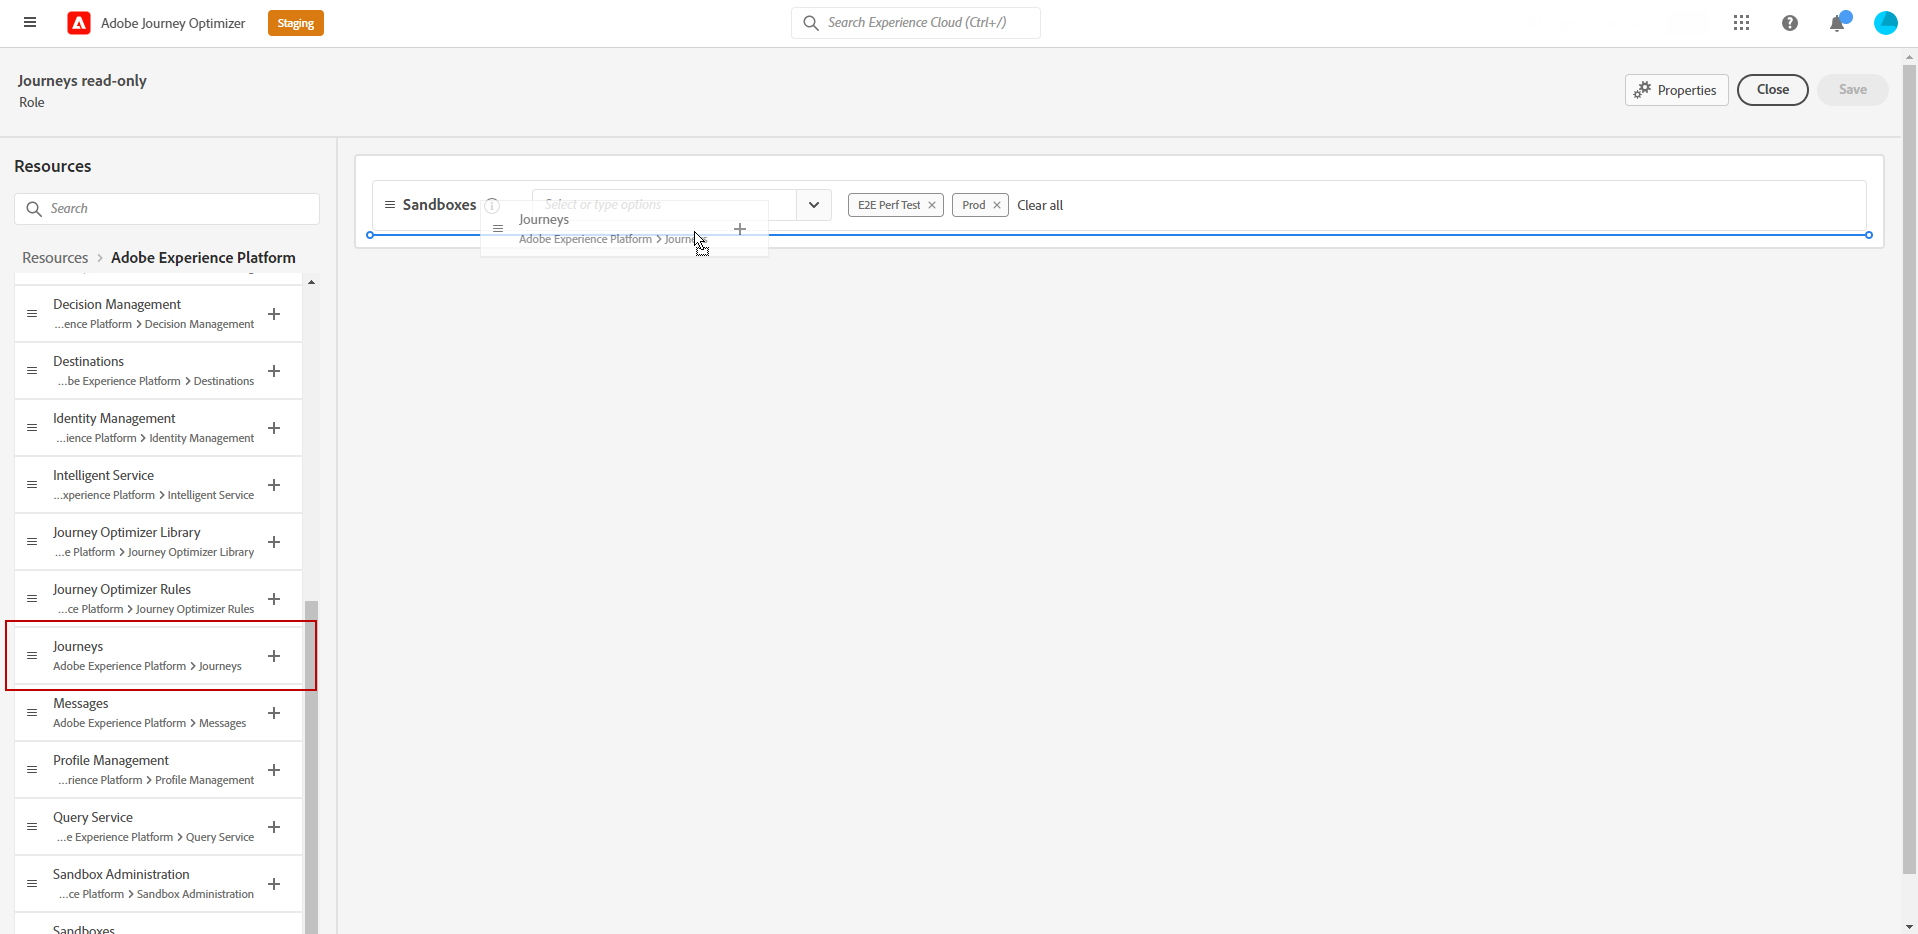 Adobe Journey Optimizer
Staging
Search Experience Cloud (Ctrl+/)
Journeys read-only
Role
Properties
Close
Save
Resources
Search
Resources > Adobe Experience Platform
Decision Management
...ence Platform > Decision Management
Destinations
...be Experience Platform > Destinations
Identity Management
...ience Platform > Identity Management
Intelligent Service
...xperience Platform > Intelligent Service
Journey Optimizer Library
...e Platform > Journey Optimizer Library
Journey Optimizer Rules
...ce Platform > Journey Optimizer Rules
Journeys
Adobe Experience Platform > Journeys
Messages
Adobe Experience Platform > Messages
Profile Management
...rience Platform > Profile Management
Query Service
...e Experience Platform > Query Service
Sandbox Administration
...ce Platform > Sandbox Administration
Sandboxes
Sandboxes
Select or type options
E2E Perf Test
Prod
Clear all
Journeys
Adobe Experience Platform > Journeys